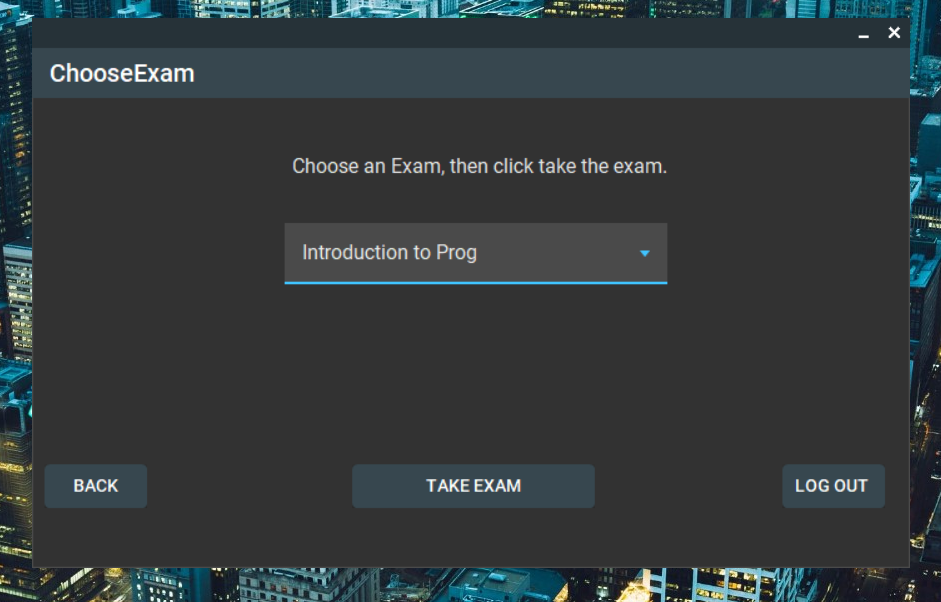 ChooseExam
Choose an Exam, then click take the exam.
Introduction to Prog
BACK
TAKE EXAM
LOG OUT